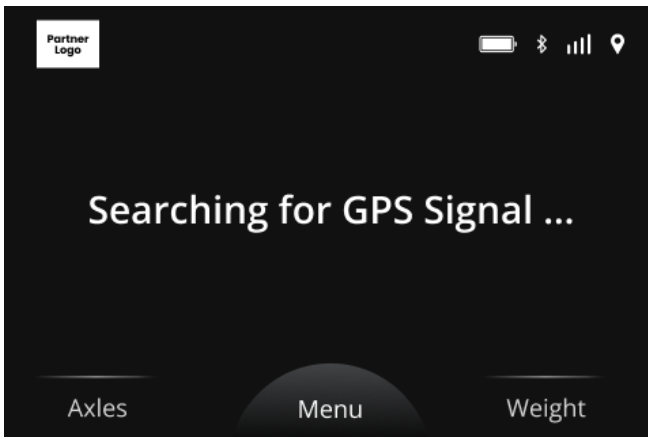 Partner
Logo
Searching for GPS Signal ...
Axles
Menu
Weight